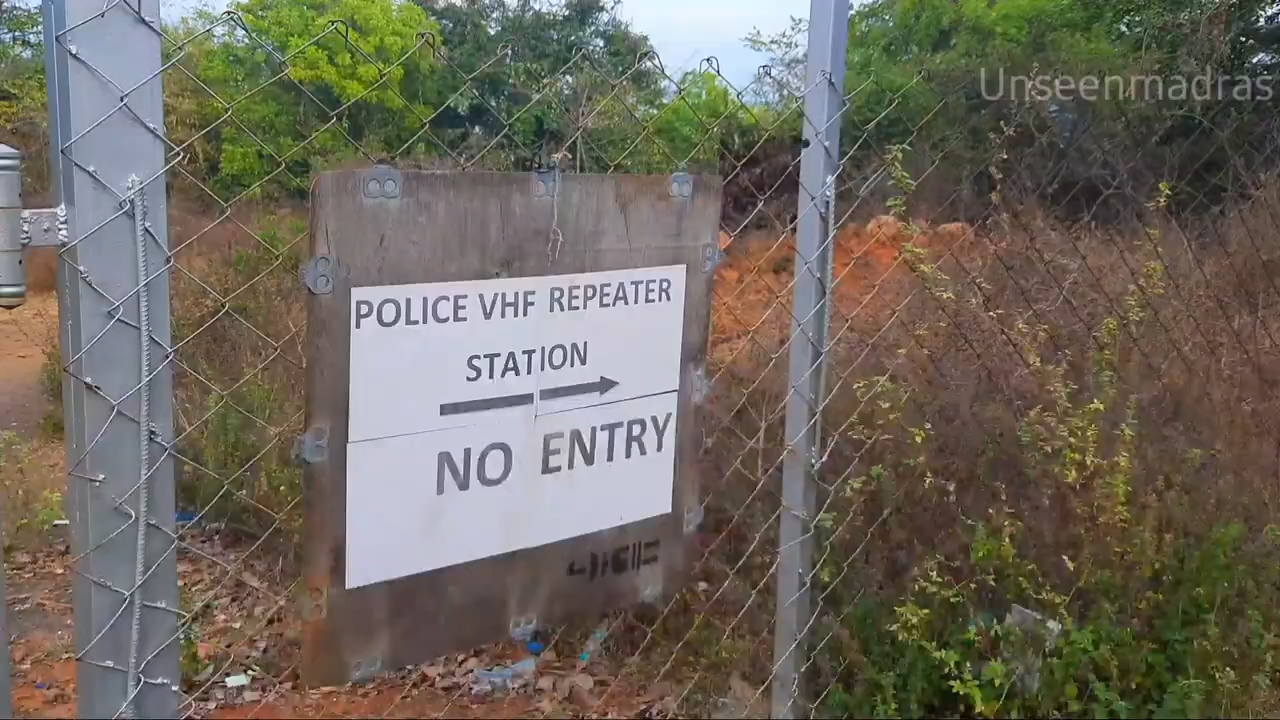 Unseenmadras
POLICE VHF REPEATER
STATION
NO ENTRY